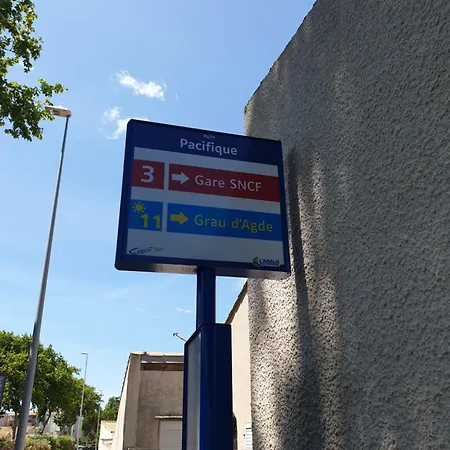 Agde
Pacifique
3 Gare SNCF
11 Grau d'Agde